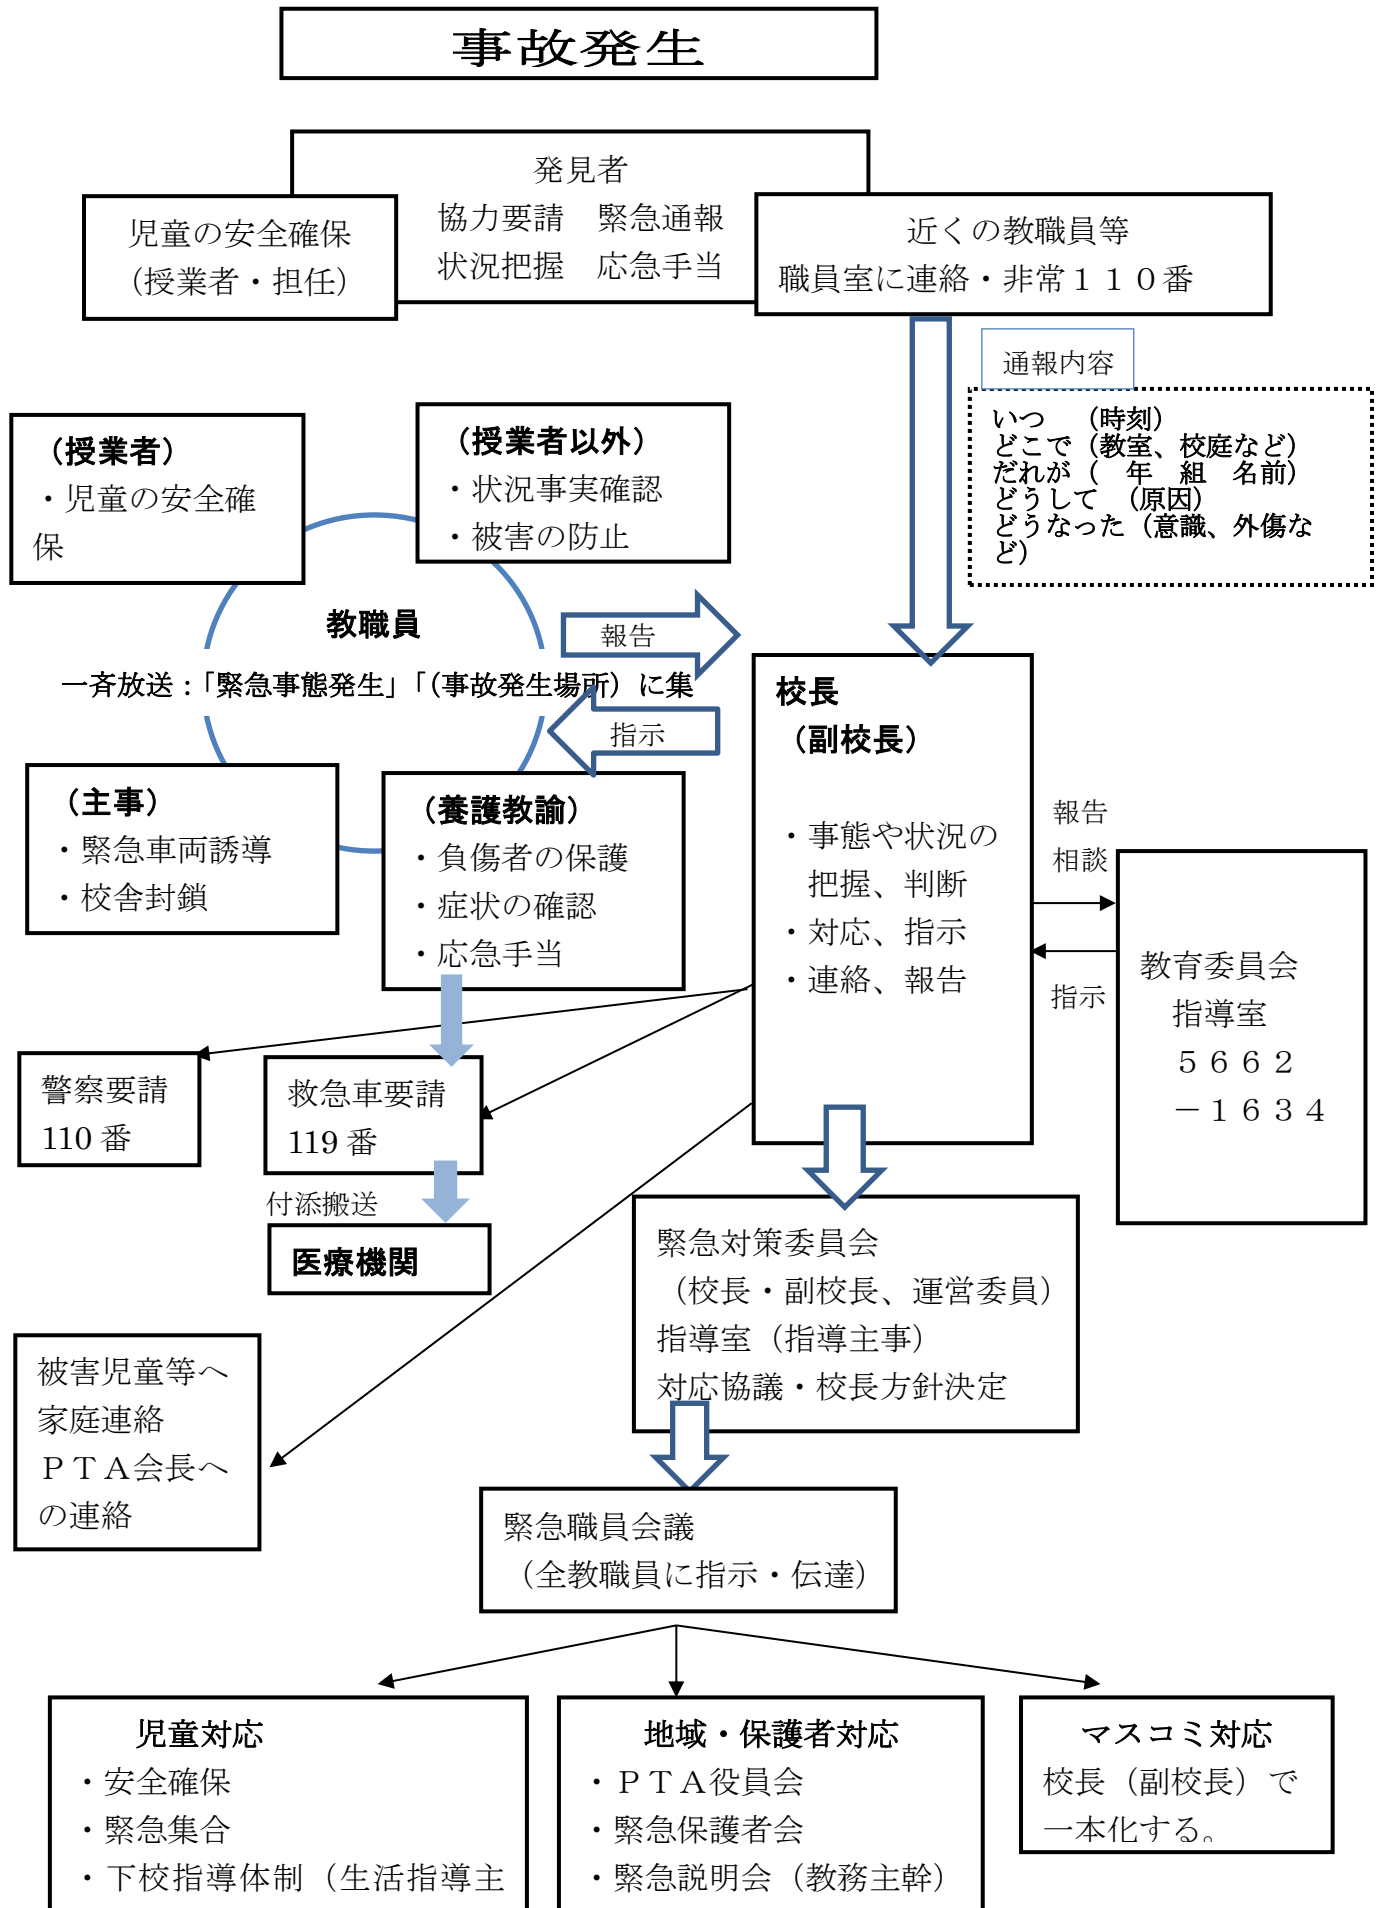 事故発生
発見者
協力要請　緊急通報
状況把握　応急手当
児童の安全確保
（授業者・担任）
近くの教職員等
職員室に連絡・非常１１０番
通報内容
いつ　（時刻）
どこで（教室、校庭など）
だれが（　年　組　名前）
どうして　（原因）
どうなった（意識、外傷な
ど）
（授業者）
・児童の安全確
保
（授業者以外）
・状況事実確認
・被害の防止
教職員
一斉放送：「緊急事態発生」「（事故発生場所）に集
報告
指示
（主事）
・緊急車両誘導
・校舎封鎖
（養護教諭）
・負傷者の保護
・症状の確認
・応急手当
校長
（副校長）
・事態や状況の
把握、判断
・対応、指示
・連絡、報告
報告
相談
指示
教育委員会
指導室
５６６２
－１６３４
警察要請
110 番
救急車要請
119 番
付添搬送
医療機関
緊急対策委員会
（校長・副校長、運営委員）
指導室（指導主事）
対応協議・校長方針決定
被害児童等へ
家庭連絡
ＰＴＡ会長へ
の連絡
緊急職員会議
（全教職員に指示・伝達）
児童対応
・安全確保
・緊急集合
・下校指導体制（生活指導主
地域・保護者対応
・ＰＴＡ役員会
・緊急保護者会
・緊急説明会（教務主幹）
マスコミ対応
校長（副校長）で
一本化する。